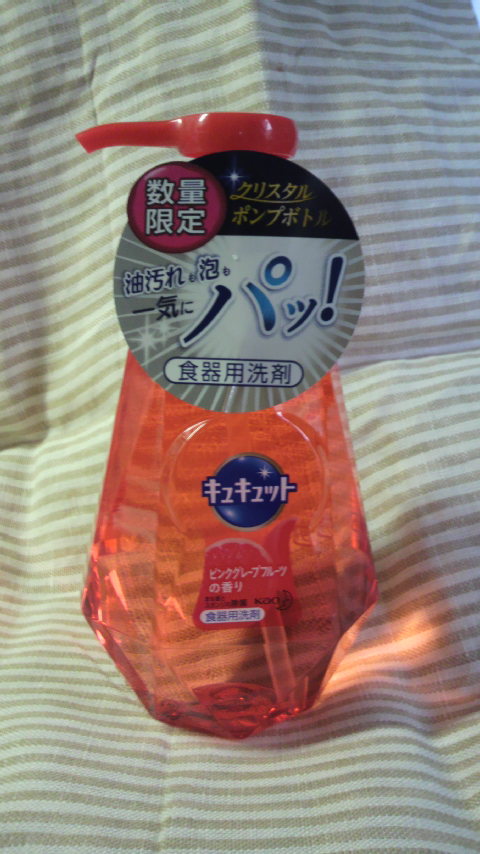 数量
限定
クリスタル
ポンプボトル
油汚れも泡も
一気に
パッ!
食器用洗剤
キュキュット
ピンクグレープフルーツ
の香り
KaO
食器用洗剤